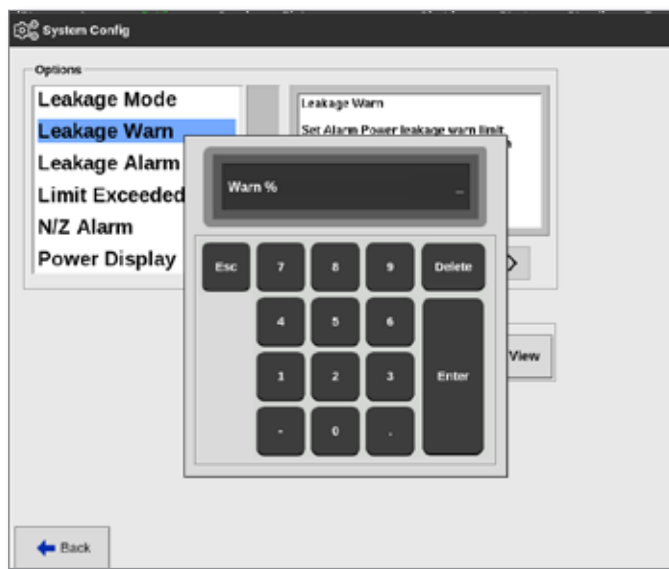 System Config
Options
Leakage Mode
Leakage Warn
Leakage Alarm
Limit Exceeded
N/Z Alarm
Power Display
Leakage Warn
Set Alarm Power leakage warn limit
Warn % _
Esc 7 8 9 Delete
4 5 6
1 2 3 Enter
- 0 .
View
Back